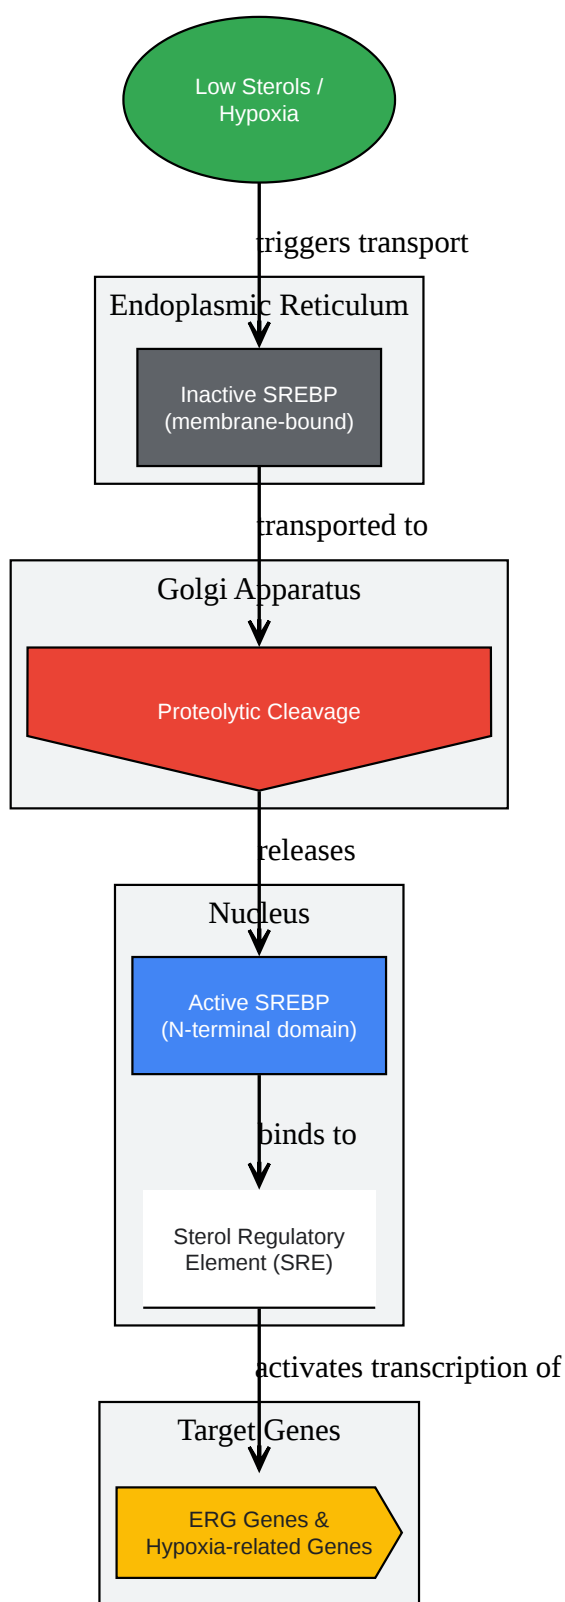 Low Sterols /
Hypoxia
triggers transport
Endoplasmic Reticulum
Inactive SREBP
(membrane-bound)
transported to
Golgi Apparatus
Proteolytic Cleavage
releases
Nucleus
Active SREBP
(N-terminal domain)
binds to
Sterol Regulatory
Element (SRE)
activates transcription of
Target Genes
ERG Genes &
Hypoxia-related Genes